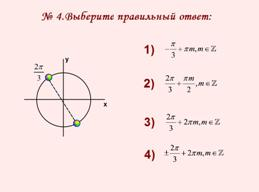 № 4.Выберите правильный ответ:
2π/3
y
x
1) -π/3 + πm, m ∈ ℤ
2) 2π/3 + πm/2, m ∈ ℤ
3) 2π/3 + 2πm, m ∈ ℤ
4) ±2π/3 + 2πm, m ∈ ℤ